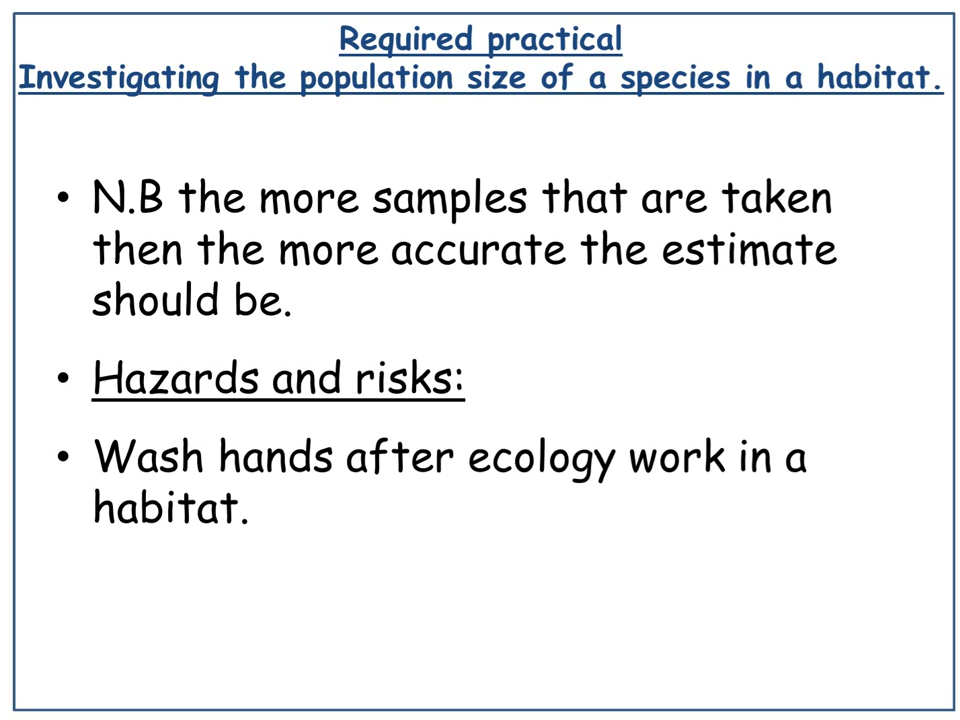 Required practical
Investigating the population size of a species in a habitat.
• N.B the more samples that are taken
then the more accurate the estimate
should be.
• Hazards and risks:
• Wash hands after ecology work in a
habitat.